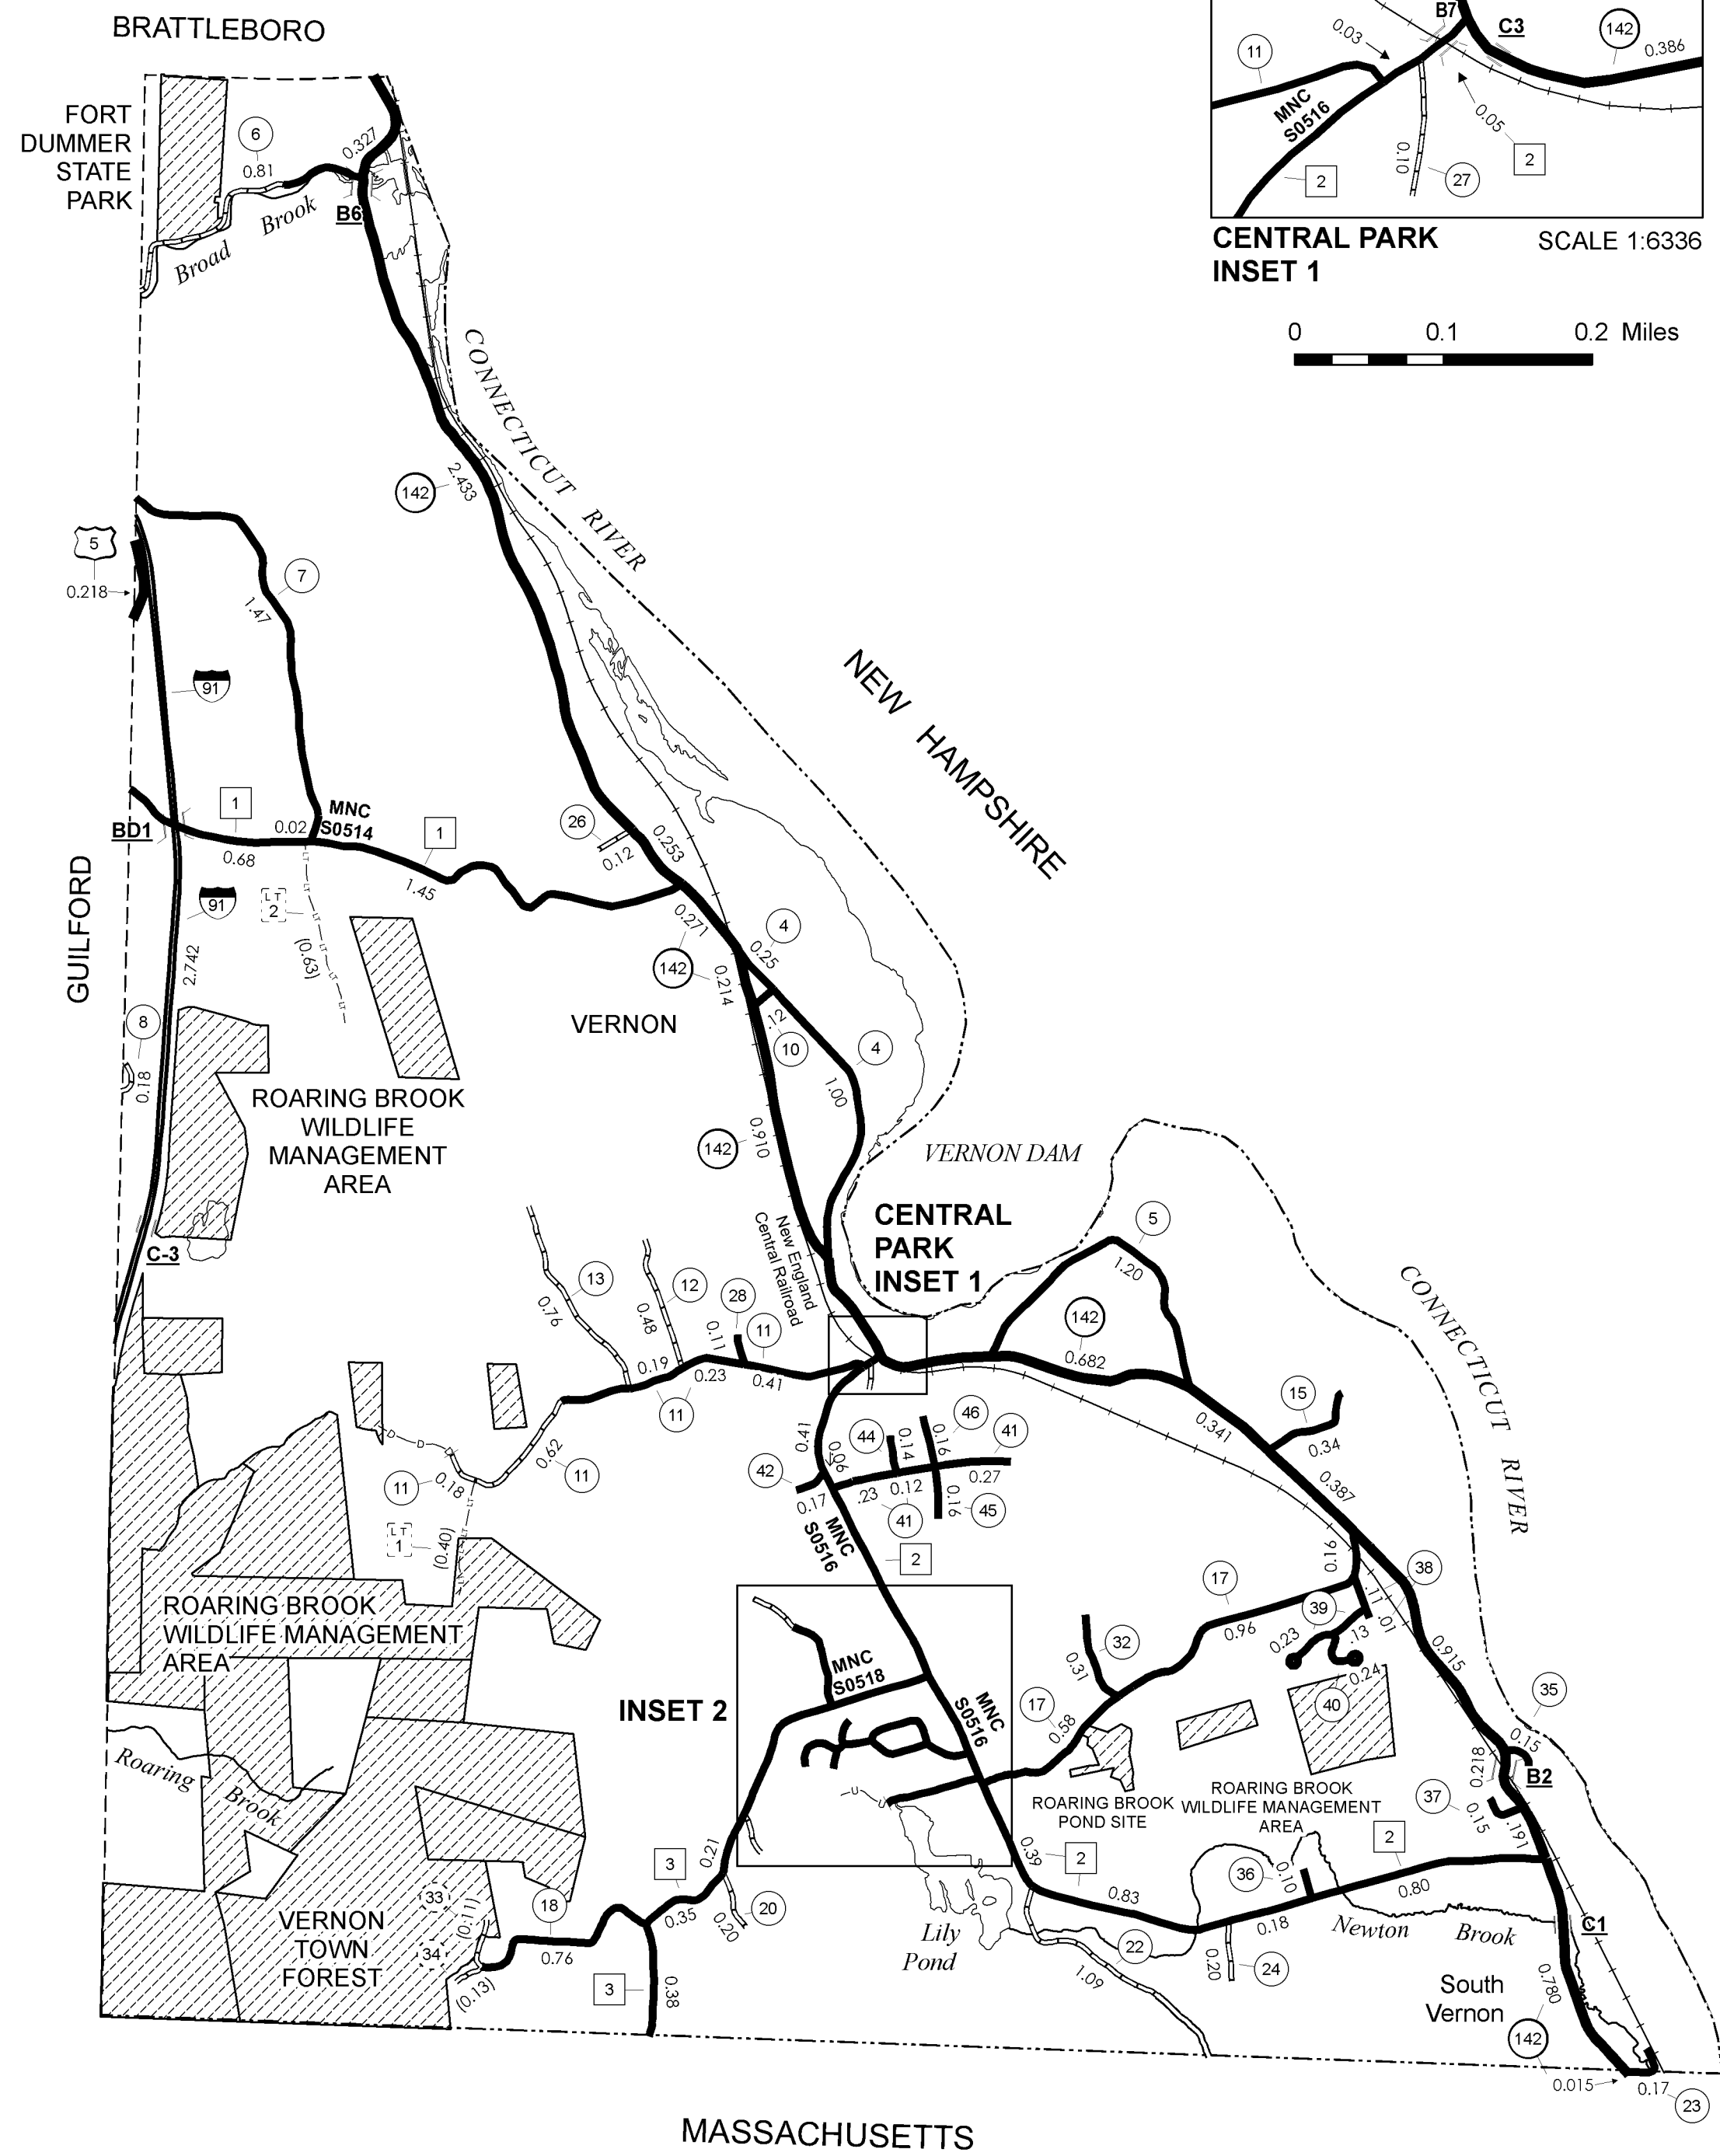 BRATTLEBORO
FORT
DUMMER
STATE
PARK
6
0.81
0.327
Broad
Brook
B6
B7
C3
142
0.386
0.03
11
MNC
S0516
0.05
2
0.10
27
2
CENTRAL PARK
INSET 1
SCALE 1:6336
0
0.1
0.2 Miles
CONNECTICUT RIVER
142
2.433
5
0.218
7
1.47
91
NEW HAMPSHIRE
1
BD1
0.02
MNC
S0514
0.68
1
1.45
26
0.12
0.253
GUILFORD
91
LT
2
(0.63)
2.742
0.271
142
0.214
4
0.25
VERNON
.12
10
4
1.00
8
0.18
ROARING BROOK
WILDLIFE
MANAGEMENT
AREA
142
0.910
VERNON DAM
CENTRAL
PARK
INSET 1
New England
Central Railroad
C-3
5
1.20
142
0.682
CONNECTICUT RIVER
13
0.76
12
0.48
28
0.11
11
0.19
0.23
0.41
11
15
0.34
0.341
0.387
11
0.18
0.62
11
LT
1
(0.40)
0.41
0.06
42
0.17
44
0.14
46
0.16
41
0.27
.23
0.12
41
0.16
45
MNC
S0516
2
ROARING BROOK
WILDLIFE MANAGEMENT
AREA
INSET 2
MNC
S0518
MNC
S0516
0.16
17
0.96
38
.11
.01
39
0.23
.13
0.24
40
32
0.31
17
0.58
0.915
35
0.15
0.218
B2
37
0.15
.191
ROARING BROOK
POND SITE
ROARING BROOK
WILDLIFE MANAGEMENT
AREA
Roaring
Brook
3
0.21
0.39
2
0.83
36
0.10
2
0.80
0.18
Newton
Brook
C1
33
(0.11)
34
(0.13)
18
0.76
0.35
0.20
20
3
0.38
VERNON
TOWN
FOREST
Lily
Pond
22
1.09
0.20
24
South
Vernon
0.780
142
0.015
0.17
23
MASSACHUSETTS